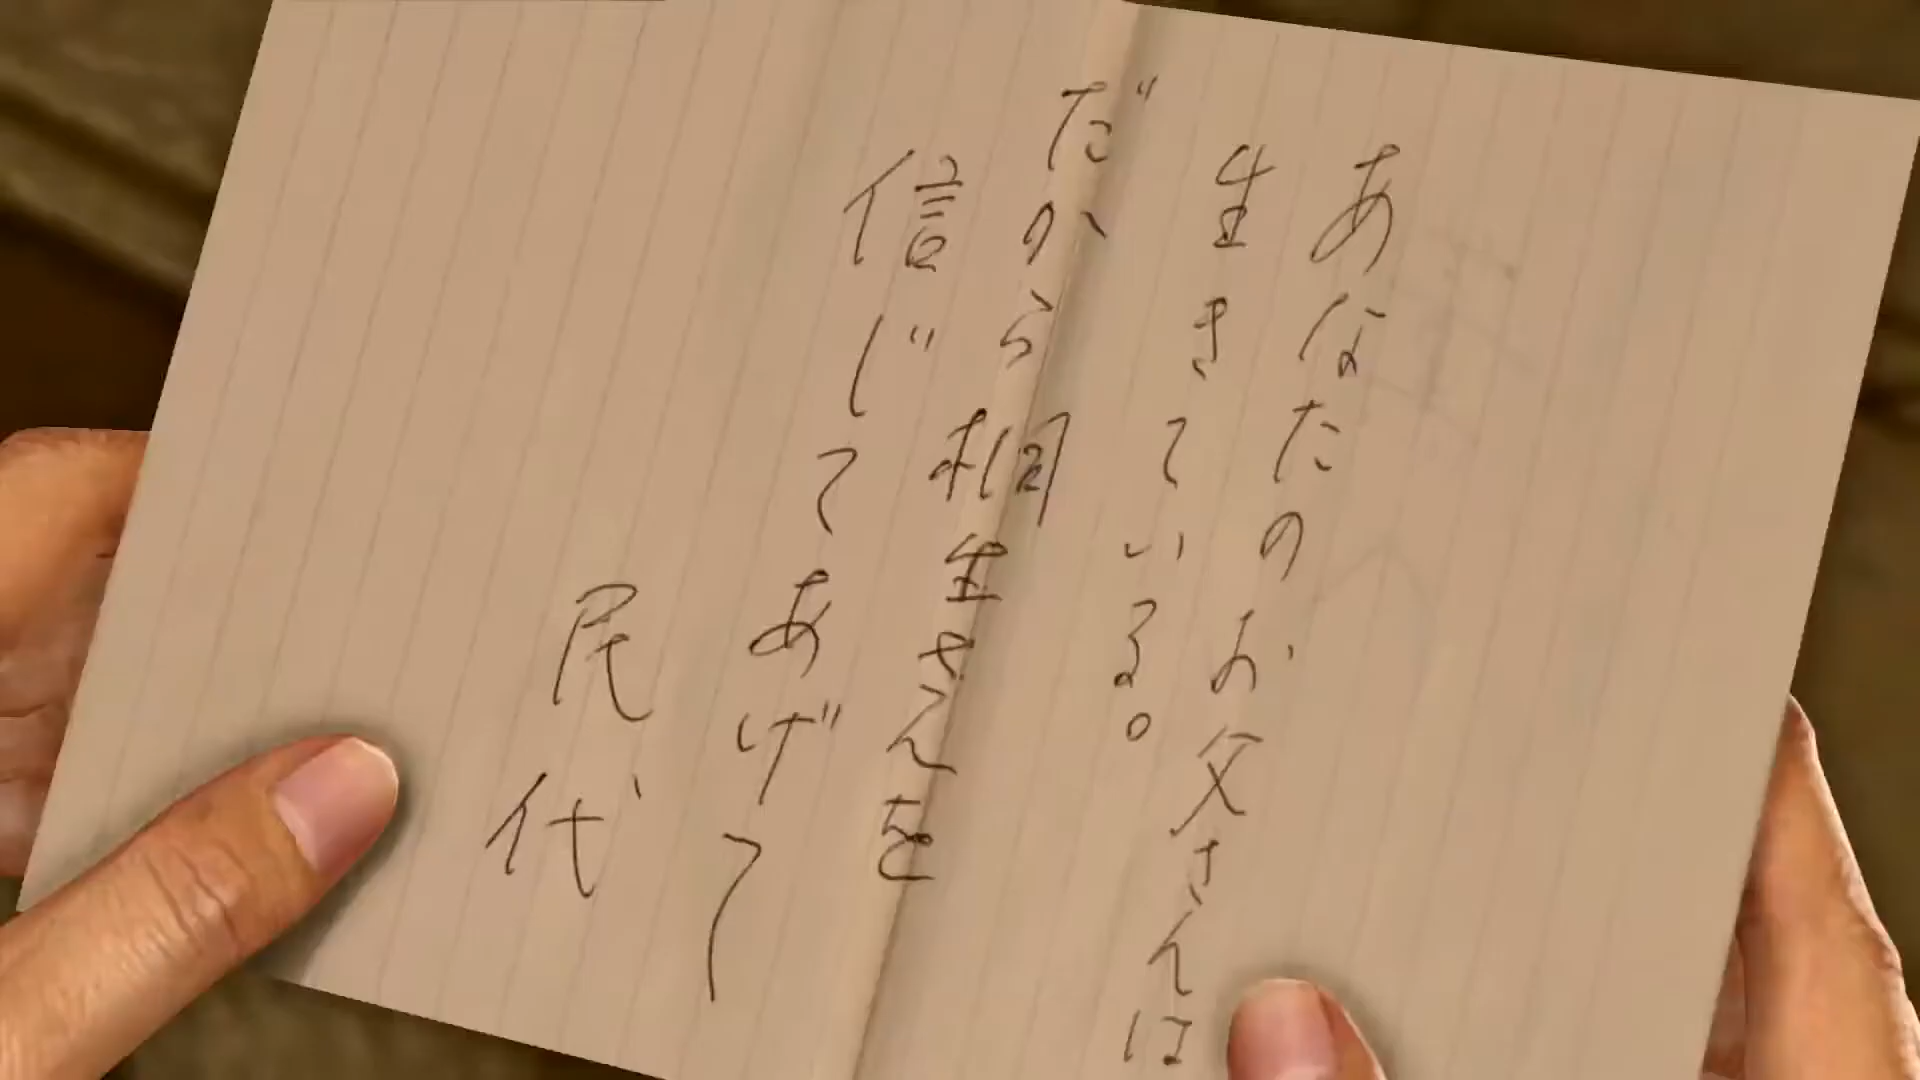 あなたのお父さんは
生きている。
だから桐生さんを
信じてあげて
民代